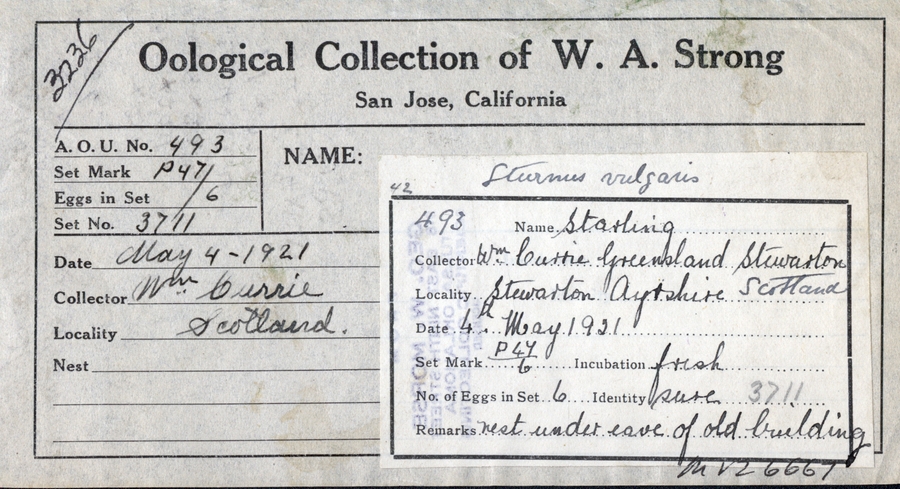 3236
Oological Collection of W. A. Strong
San Jose, California
A. O. U. No. 493
Set Mark P47/
Eggs in Set /6
Set No. 3711
NAME:
Date May 4-1921
Collector Wm Currie
Locality Scotland.
Nest
Sturnus vulgaris
42
493 Name Starling
Collector Wm Currie Greensland Stewarton
Locality Stewarton Ayrshire Scotland
Date 4th May 1921
Set Mark P47/6 Incubation fresh
No. of Eggs in Set 6 Identity sure 3711
Remarks nest under eave of old building